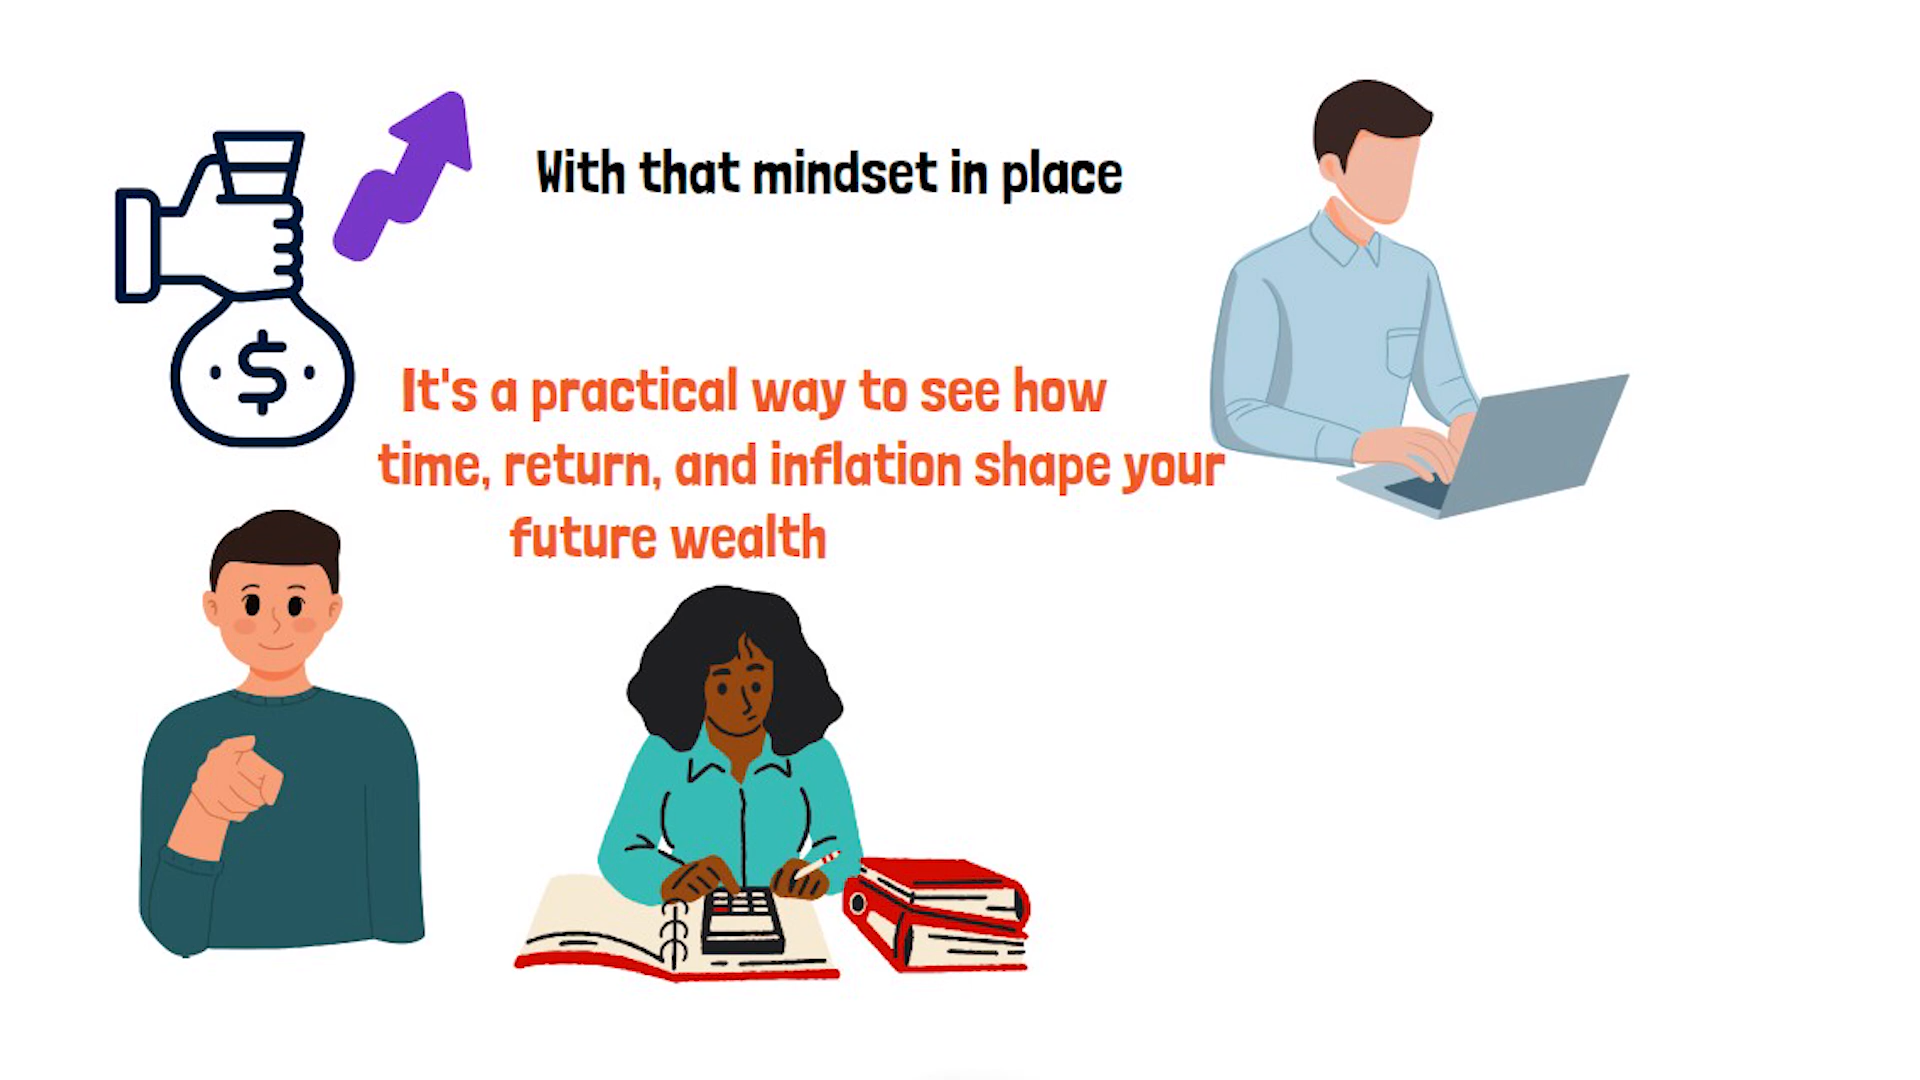 With that mindset in place
It's a practical way to see how
time, return, and inflation shape your
future wealth
$